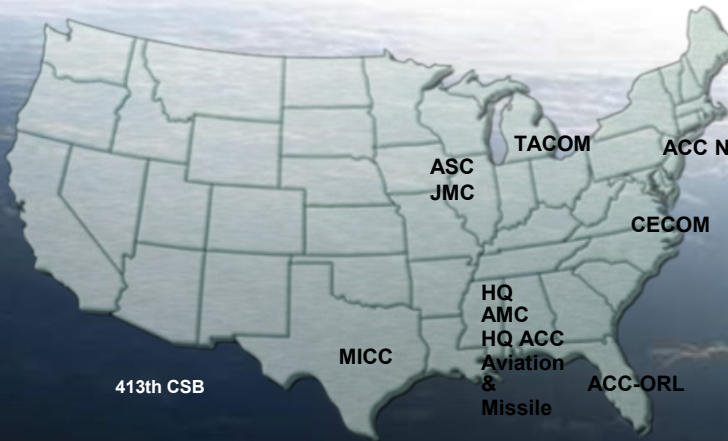 TACOM
ACC N
ASC
JMC
CECOM
HQ
AMC
HQ ACC
Aviation
&
Missile
MICC
413th CSB
ACC-ORL